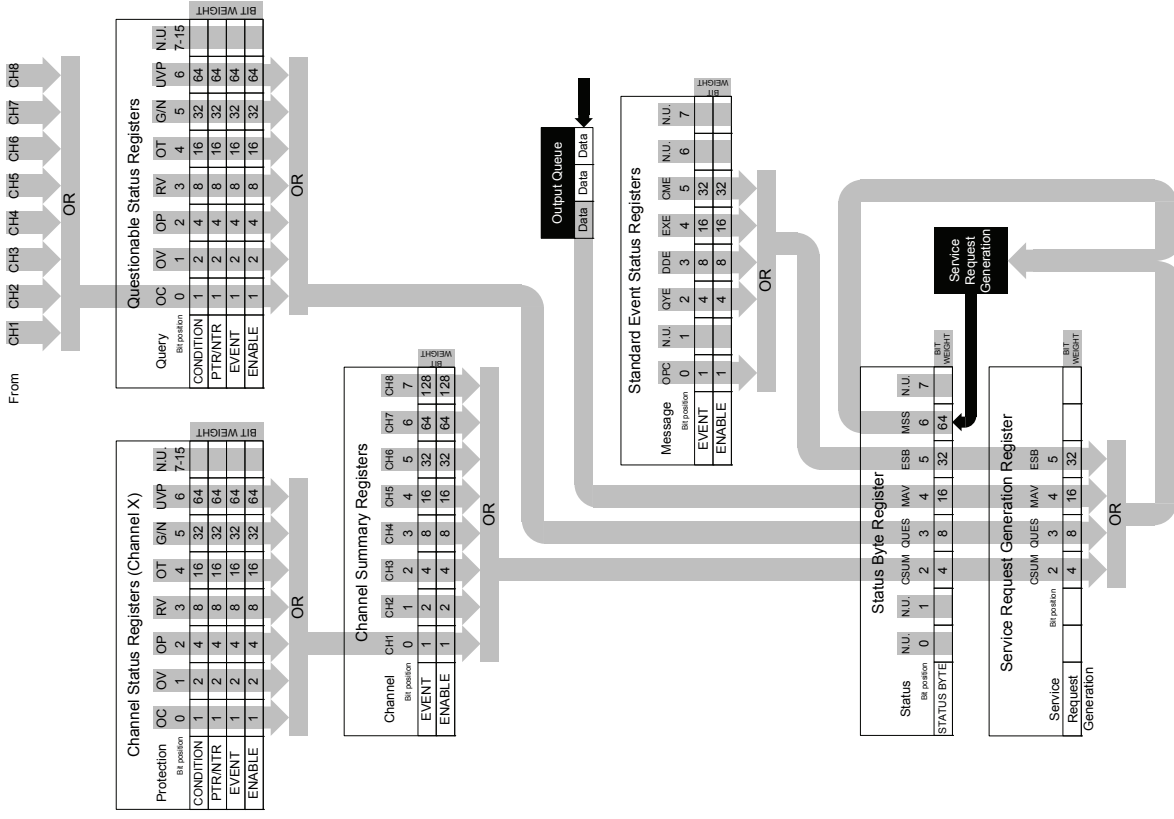 From CH1 CH2 CH3 CH4 CH5 CH6 CH7 CH8
OR
Channel Status Registers (Channel X)
Protection OC OV OP RV OT G/N UVP N.U.
Bit position 0 1 2 3 4 5 6 7-15
CONDITION 1 2 4 8 16 32 64
PTR/NTR 1 2 4 8 16 32 64
EVENT 1 2 4 8 16 32 64
ENABLE 1 2 4 8 16 32 64
BIT WEIGHT
OR
Questionable Status Registers
Query OC OV OP RV OT G/N UVP N.U.
Bit position 0 1 2 3 4 5 6 7-15
CONDITION 1 2 4 8 16 32 64
PTR/NTR 1 2 4 8 16 32 64
EVENT 1 2 4 8 16 32 64
ENABLE 1 2 4 8 16 32 64
BIT WEIGHT
OR
Channel Summary Registers
Channel CH1 CH2 CH3 CH4 CH5 CH6 CH7 CH8
Bit position 0 1 2 3 4 5 6 7
EVENT 1 2 4 8 16 32 64 128
ENABLE 1 2 4 8 16 32 64 128
BIT
WEIGHT
OR
Output Queue
Data Data Data
Standard Event Status Registers
Message OPC N.U. QYE DDE EXE CME N.U. N.U.
Bit position 0 1 2 3 4 5 6 7
EVENT 1 4 8 16 32
ENABLE 1 4 8 16 32
BIT
WEIGHT
OR
Status Byte Register
Status N.U. N.U. CSUM QUES MAV ESB MSS N.U.
Bit position 0 1 2 3 4 5 6 7
STATUS BYTE 4 8 16 32 64
BIT
WEIGHT
Service
Request
Generation
Service Request Generation Register
Service CSUM QUES MAV ESB
Bit position 2 3 4 5
Request 4 8 16 32
Generation
BIT
WEIGHT
OR